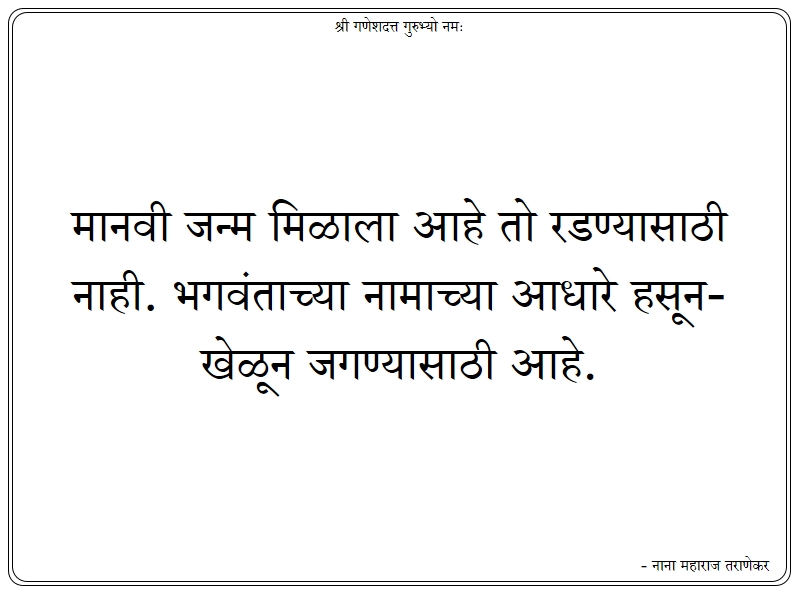 श्री गणेशदत्त गुरुभ्यो नमः
मानवी जन्म मिळाला आहे तो रडण्यासाठी
नाही. भगवंताच्या नामाच्या आधारे हसून-
खेळून जगण्यासाठी आहे.
- नाना महाराज तराणेकर